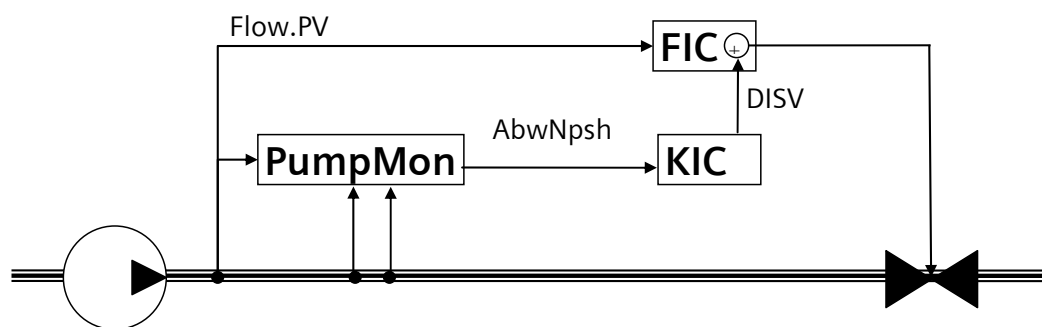 Flow.PV
FIC +
DISV
AbwNpsh
PumpMon
KIC